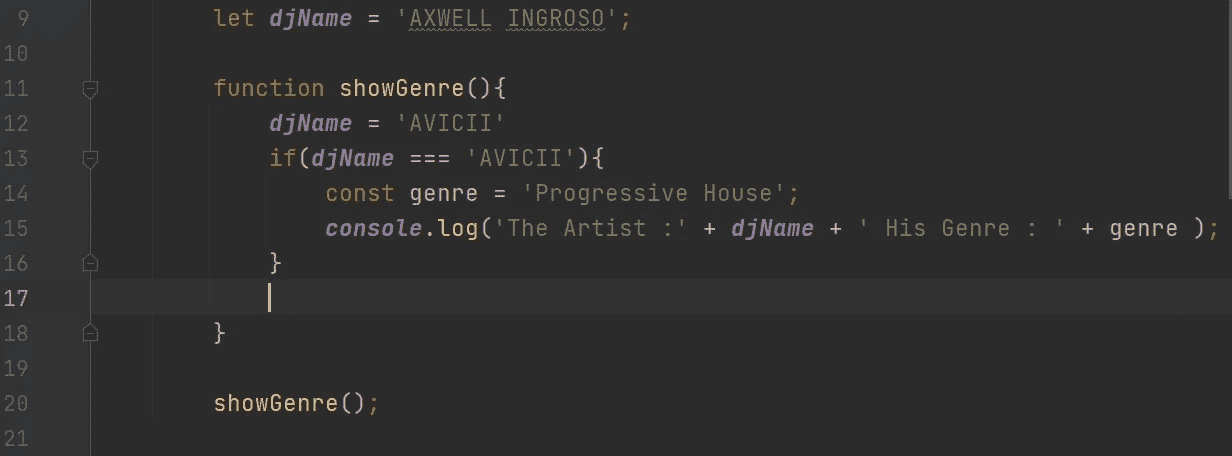 9 let djName = 'AXWELL INGROSO';
10
11 function showGenre(){
12 djName = 'AVICII'
13 if(djName === 'AVICII'){
14 const genre = 'Progressive House';
15 console.log('The Artist :' + djName + ' His Genre : ' + genre );
16 }
17
18 }
19
20 showGenre();
21